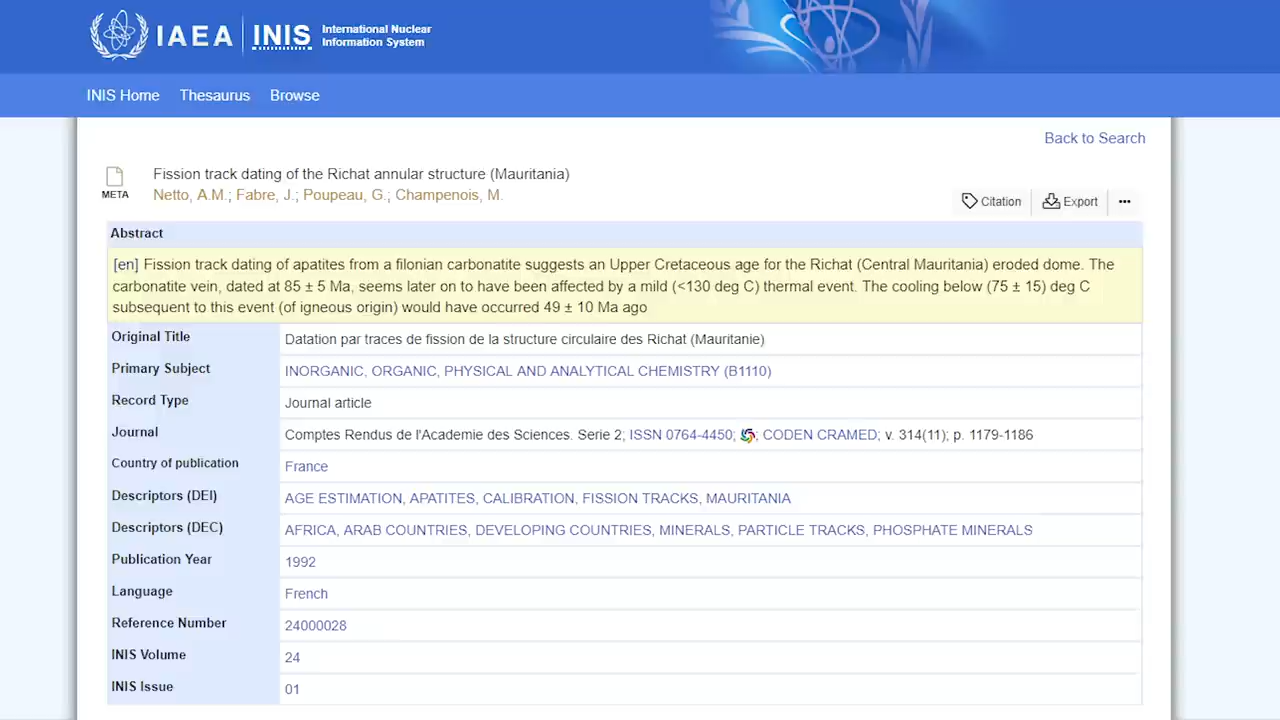 IAEA INIS International Nuclear
Information System
INIS Home Thesaurus Browse
Back to Search
META
Fission track dating of the Richat annular structure (Mauritania)
Netto, A.M.; Fabre, J.; Poupeau, G.; Champenois, M.
Citation Export
Abstract
[en] Fission track dating of apatites from a filonian carbonatite suggests an Upper Cretaceous age for the Richat (Central Mauritania) eroded dome. The
carbonatite vein, dated at 85 ± 5 Ma, seems later on to have been affected by a mild (<130 deg C) thermal event. The cooling below (75 ± 15) deg C
subsequent to this event (of igneous origin) would have occurred 49 ± 10 Ma ago
Original Title Datation par traces de fission de la structure circulaire des Richat (Mauritanie)
Primary Subject INORGANIC, ORGANIC, PHYSICAL AND ANALYTICAL CHEMISTRY (B1110)
Record Type Journal article
Journal Comptes Rendus de l'Academie des Sciences. Serie 2; ISSN 0764-4450; ; CODEN CRAMED; v. 314(11); p. 1179-1186
Country of publication France
Descriptors (DEI) AGE ESTIMATION, APATITES, CALIBRATION, FISSION TRACKS, MAURITANIA
Descriptors (DEC) AFRICA, ARAB COUNTRIES, DEVELOPING COUNTRIES, MINERALS, PARTICLE TRACKS, PHOSPHATE MINERALS
Publication Year 1992
Language French
Reference Number 24000028
INIS Volume 24
INIS Issue 01